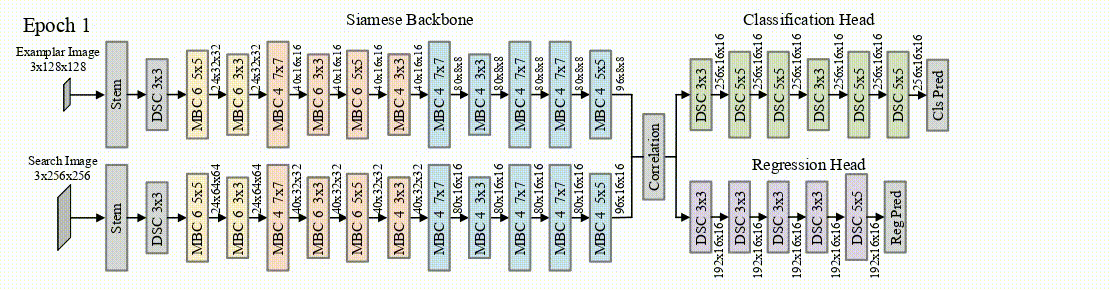 Epoch 1
Siamese Backbone
Classification Head
Examplar Image
3x128x128
Stem
DSC 3x3
MBC 6 5x5
24x32x32
MBC 6 3x3
24x32x32
MBC 4 7x7
40x16x16
MBC 6 3x3
40x16x16
MBC 6 5x5
40x16x16
MBC 4 3x3
40x16x16
MBC 4 7x7
80x8x8
MBC 4 3x3
80x8x8
MBC 4 7x7
80x8x8
MBC 4 7x7
80x8x8
MBC 4 5x5
96x8x8
Search Image
3x256x256
Stem
DSC 3x3
MBC 6 5x5
24x64x64
MBC 6 3x3
24x64x64
MBC 4 7x7
40x32x32
MBC 6 3x3
40x32x32
MBC 6 5x5
40x32x32
MBC 4 3x3
40x32x32
MBC 4 7x7
80x16x16
MBC 4 3x3
80x16x16
MBC 4 7x7
80x16x16
MBC 4 7x7
80x16x16
MBC 4 5x5
96x16x16
Correlation
DSC 3x3
256x16x16
DSC 5x5
256x16x16
DSC 5x5
256x16x16
DSC 3x3
256x16x16
DSC 5x5
256x16x16
DSC 5x5
256x16x16
Cls Pred
Regression Head
DSC 3x3
192x16x16
DSC 3x3
192x16x16
DSC 3x3
192x16x16
DSC 3x3
192x16x16
DSC 5x5
192x16x16
Reg Pred